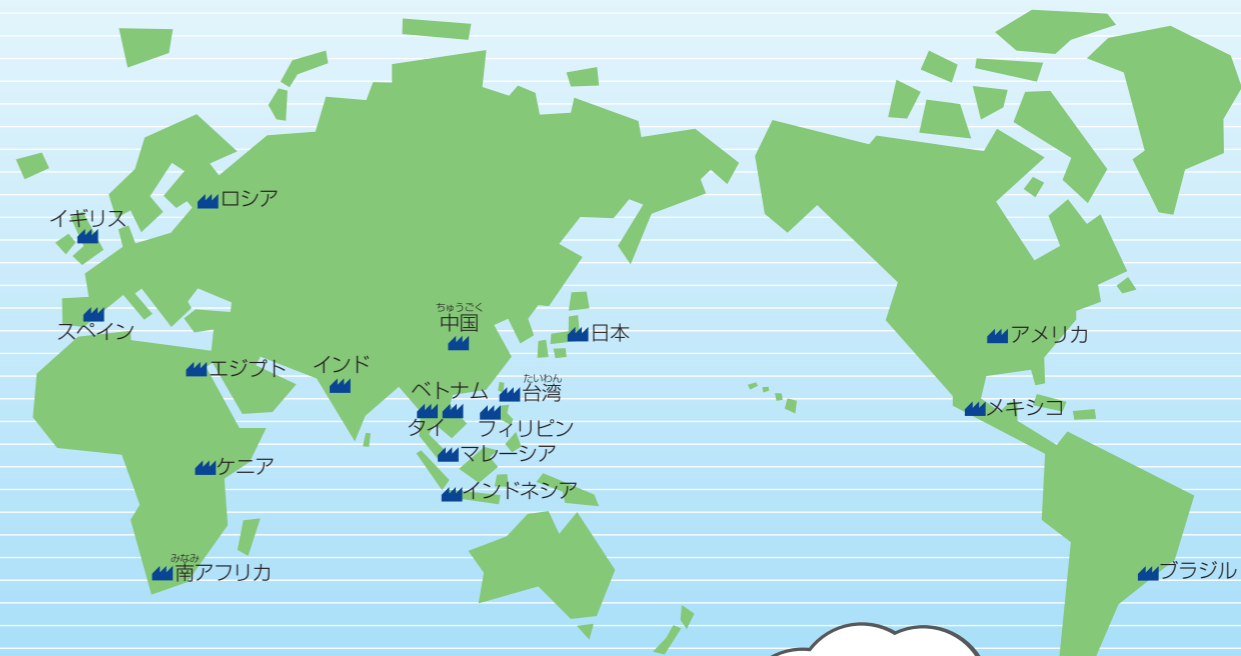 ロシア
イギリス
スペイン
ちゅうごく
中国
日本
アメリカ
エジプト
インド
ベトナム
たいわん
台湾
タイ
フィリピン
メキシコ
マレーシア
ケニア
インドネシア
みなみ
南アフリカ
ブラジル